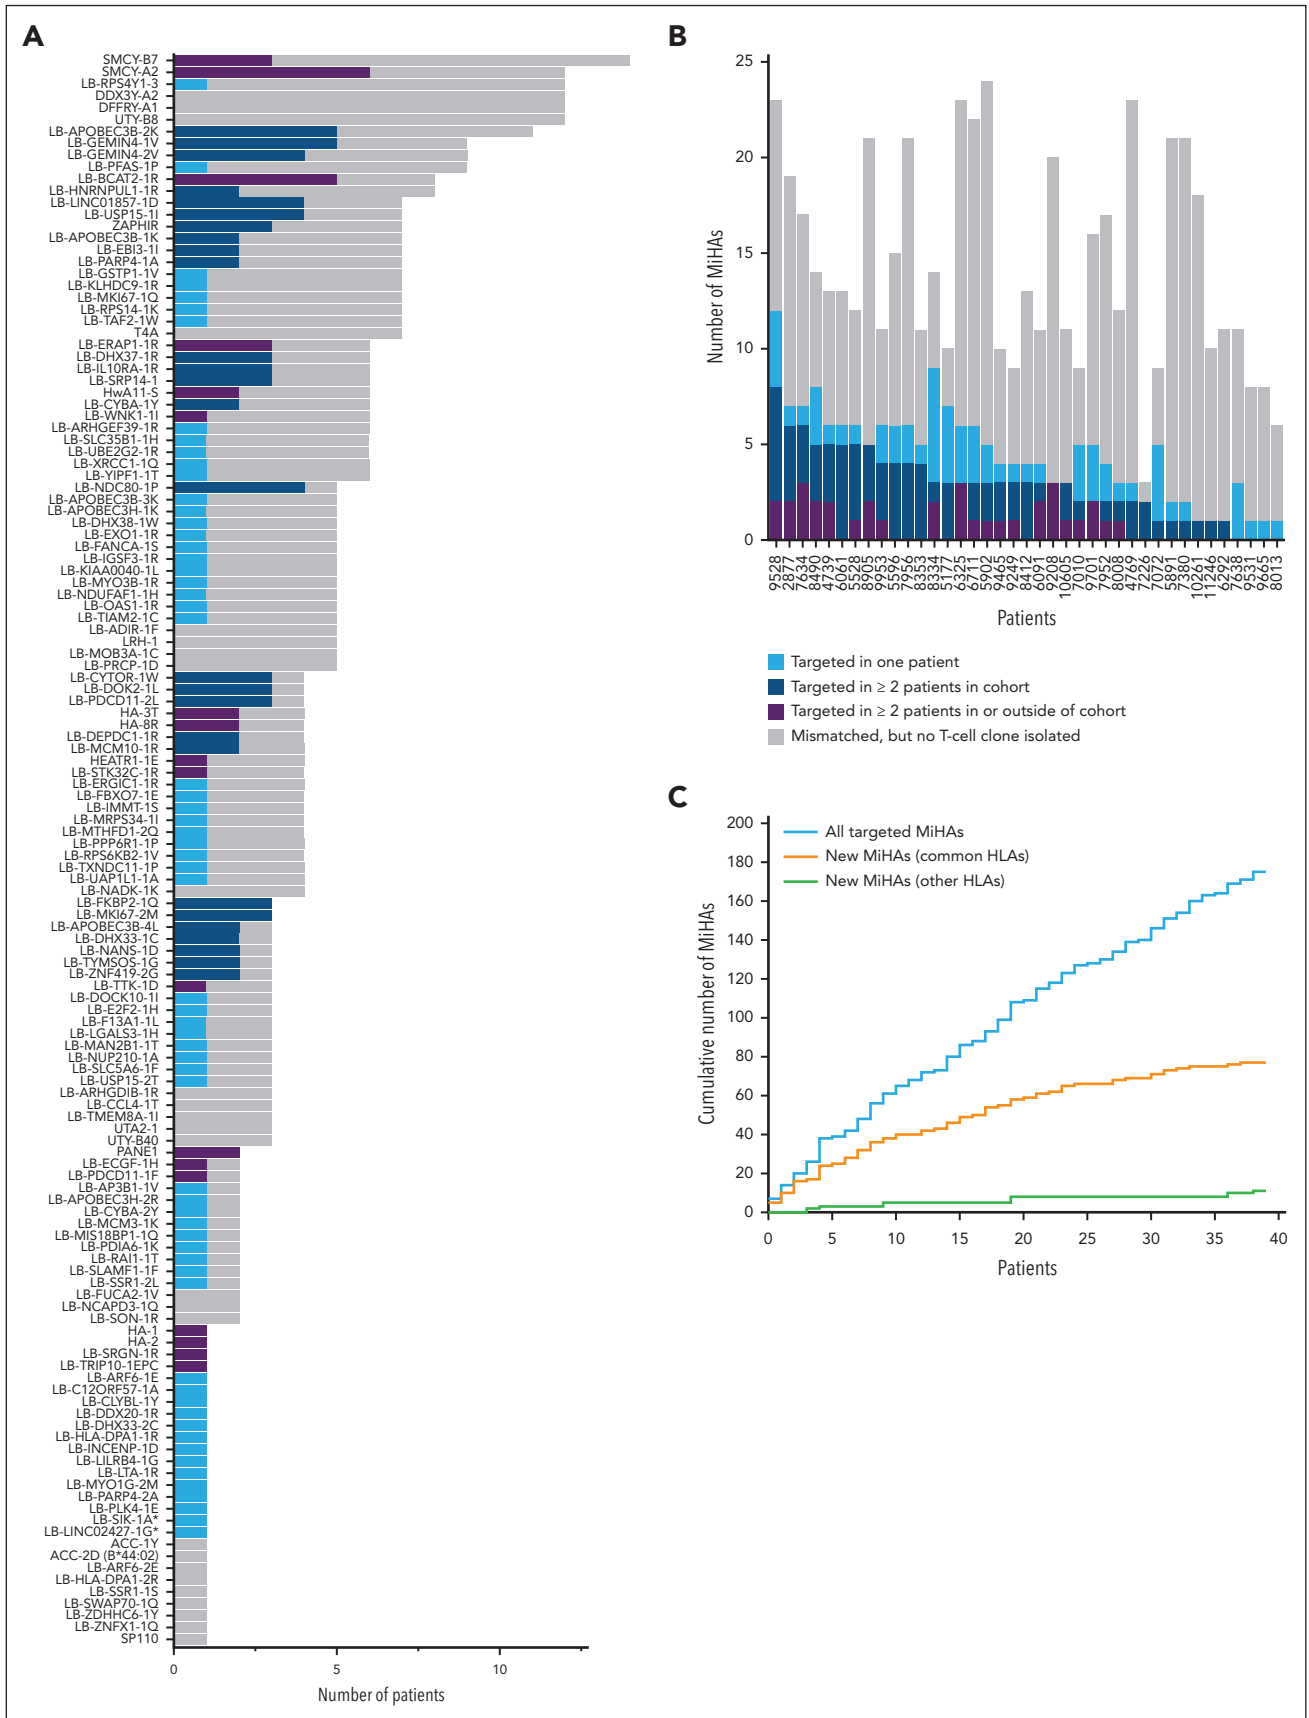 A
SMCY-B7
SMCY-A2
LB-RPS4Y1-3
DDX3Y-A2
DFFRY-A1
UTY-B8
LB-APOBEC3B-2K
LB-GEMIN4-1V
LB-GEMIN4-2V
LB-PFAS-1P
LB-BCAT2-1R
LB-HNRNPUL1-1R
LB-LINC01857-1D
LB-USP15-1I
ZAPHIR
LB-APOBEC3B-1K
LB-EBI3-1I
LB-PARP4-1A
LB-GSTP1-1V
LB-KLHDC9-1R
LB-MKI67-1Q
LB-RPS14-1K
LB-TAF2-1W
T4A
LB-ERAP1-1R
LB-DHX37-1R
LB-IL10RA-1R
LB-SRP14-1
HwA11-S
LB-CYBA-1Y
LB-WNK1-1I
LB-ARHGEF39-1R
LB-SLC35B1-1H
LB-UBE2G2-1R
LB-XRCC1-1Q
LB-YIPF1-1T
LB-NDC80-1P
LB-APOBEC3B-3K
LB-APOBEC3H-1K
LB-DHX38-1W
LB-EXO1-1R
LB-FANCA-1S
LB-IGSF3-1R
LB-KIAA0040-1L
LB-MYO3B-1R
LB-NDUFAF1-1H
LB-OAS1-1R
LB-TIAM2-1C
LB-ADIR-1F
LRH-1
LB-MOB3A-1C
LB-PRCP-1D
LB-CYTOR-1W
LB-DOK2-1L
LB-PDCD11-2L
HA-3T
HA-8R
LB-DEPDC1-1R
LB-MCM10-1R
HEATR1-1E
LB-STK32C-1R
LB-ERGIC1-1R
LB-FBXO7-1E
LB-IMMT-1S
LB-MRPS34-1I
LB-MTHFD1-2Q
LB-PPP6R1-1P
LB-RPS6KB2-1V
LB-TXNDC11-1P
LB-UAP1L1-1A
LB-NADK-1K
LB-FKBP2-1Q
LB-MKI67-2M
LB-APOBEC3B-4L
LB-DHX33-1C
LB-NANS-1D
LB-TYMSOS-1G
LB-ZNF419-2G
LB-TTK-1D
LB-DOCK10-1I
LB-E2F2-1H
LB-F13A1-1L
LB-LGALS3-1H
LB-MAN2B1-1T
LB-NUP210-1A
LB-SLC5A6-1F
LB-USP15-2T
LB-ARHGDIB-1R
LB-CCL4-1T
LB-TMEM8A-1I
UTA2-1
UTY-B40
PANE1
LB-ECGF-1H
LB-PDCD11-1F
LB-AP3B1-1V
LB-APOBEC3H-2R
LB-CYBA-2Y
LB-MCM3-1K
LB-MIS18BP1-1Q
LB-PDIA6-1K
LB-RAI1-1T
LB-SLAMF1-1F
LB-SSR1-2L
LB-FUCA2-1V
LB-NCAPD3-1Q
LB-SON-1R
HA-1
HA-2
LB-SRGN-1R
LB-TRIP10-1EPC
LB-ARF6-1E
LB-C12ORF57-1A
LB-CLYBL-1Y
LB-DDX20-1R
LB-DHX33-2C
LB-HLA-DPA1-1R
LB-INCENP-1D
LB-LILRB4-1G
LB-LTA-1R
LB-MYO1G-2M
LB-PARP4-2A
LB-PLK4-1E
LB-SIK-1A*
LB-LINC02427-1G*
ACC-1Y
ACC-2D (B*44:02)
LB-ARF6-2E
LB-HLA-DPA1-2R
LB-SSR1-1S
LB-SWAP70-1Q
LB-ZDHHC6-1Y
LB-ZNFX1-1Q
SP110
0 5 10
Number of patients
B
Number of MiHAs
25
20
15
10
5
0
9528 2877 7634 8490 4791 6061 5528 8905 9953 5596 7956 8353 8334 5177 6325 6711 5902 9465 9249 8412 6091 9208 10605 7010 9701 7952 8008 4769 7226 7072 5891 7380 10261 11246 6292 7638 9531 9665 8013
Patients
Targeted in one patient
Targeted in ≥ 2 patients in cohort
Targeted in ≥ 2 patients in or outside of cohort
Mismatched, but no T-cell clone isolated
C
Cumulative number of MiHAs
200
180
160
140
120
100
80
60
40
20
0
All targeted MiHAs
New MiHAs (common HLAs)
New MiHAs (other HLAs)
0 5 10 15 20 25 30 35 40
Patients